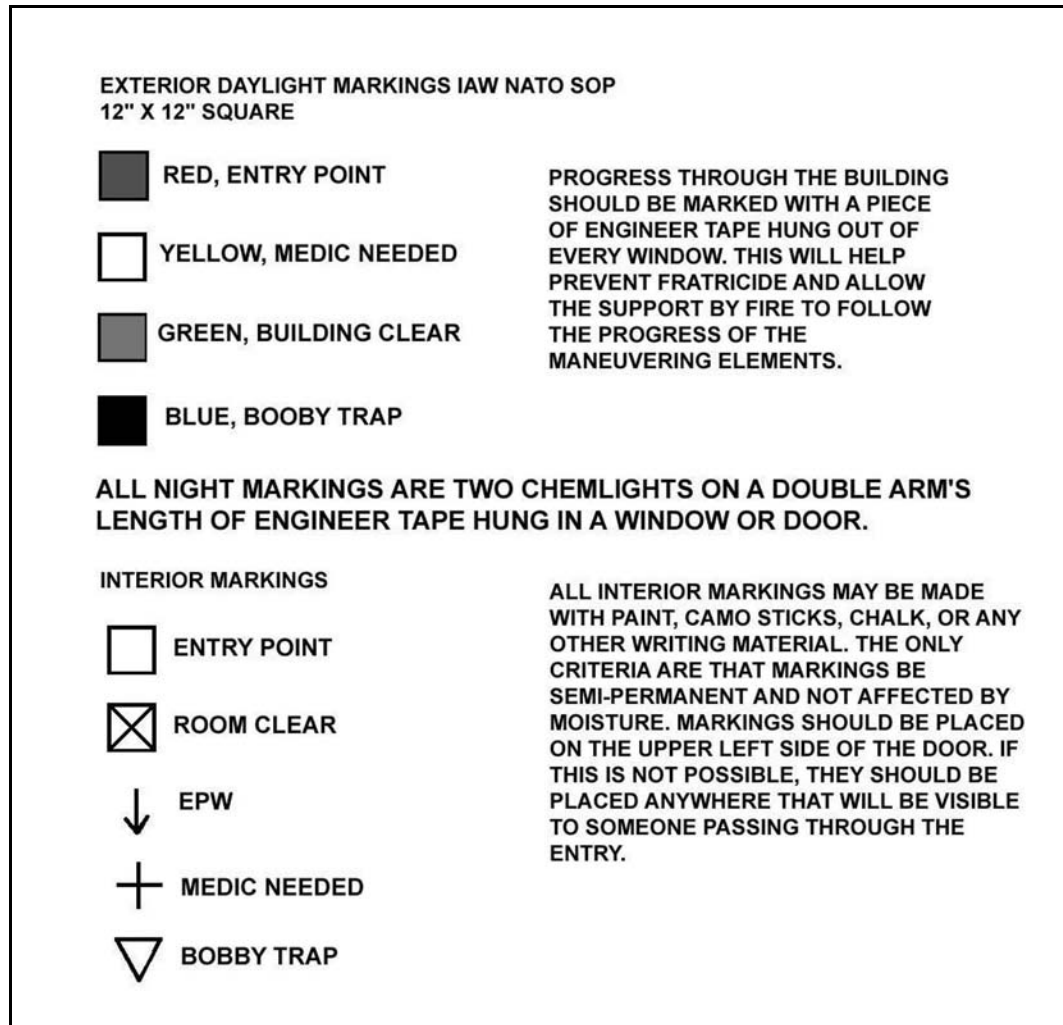 EXTERIOR DAYLIGHT MARKINGS IAW NATO SOP
12" X 12" SQUARE
RED, ENTRY POINT
YELLOW, MEDIC NEEDED
GREEN, BUILDING CLEAR
BLUE, BOOBY TRAP
PROGRESS THROUGH THE BUILDING
SHOULD BE MARKED WITH A PIECE
OF ENGINEER TAPE HUNG OUT OF
EVERY WINDOW. THIS WILL HELP
PREVENT FRATRICIDE AND ALLOW
THE SUPPORT BY FIRE TO FOLLOW
THE PROGRESS OF THE
MANEUVERING ELEMENTS.
ALL NIGHT MARKINGS ARE TWO CHEMLIGHTS ON A DOUBLE ARM'S
LENGTH OF ENGINEER TAPE HUNG IN A WINDOW OR DOOR.
INTERIOR MARKINGS
ENTRY POINT
ROOM CLEAR
EPW
MEDIC NEEDED
BOBBY TRAP
ALL INTERIOR MARKINGS MAY BE MADE
WITH PAINT, CAMO STICKS, CHALK, OR ANY
OTHER WRITING MATERIAL. THE ONLY
CRITERIA ARE THAT MARKINGS BE
SEMI-PERMANENT AND NOT AFFECTED BY
MOISTURE. MARKINGS SHOULD BE PLACED
ON THE UPPER LEFT SIDE OF THE DOOR. IF
THIS IS NOT POSSIBLE, THEY SHOULD BE
PLACED ANYWHERE THAT WILL BE VISIBLE
TO SOMEONE PASSING THROUGH THE
ENTRY.